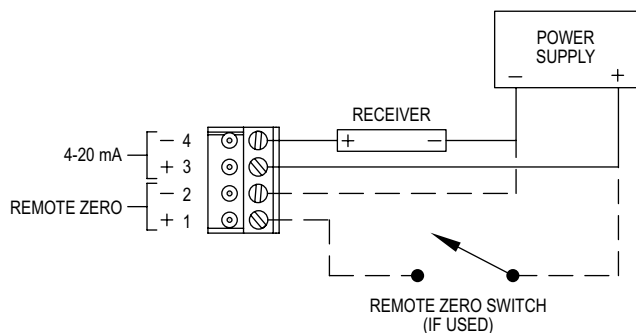 POWER
SUPPLY
− +
RECEIVER
+ −
4-20 mA
− 4
+ 3
REMOTE ZERO
− 2
+ 1
REMOTE ZERO SWITCH
(IF USED)